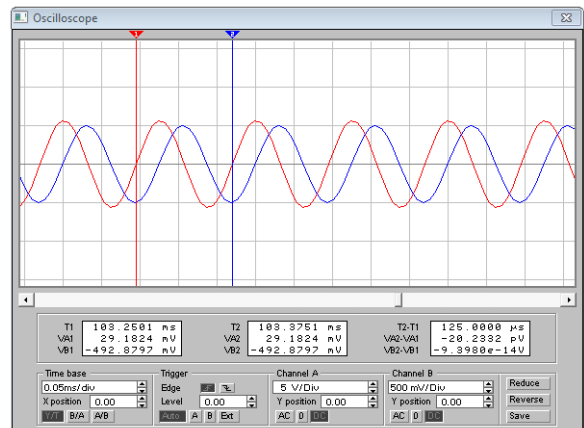 Oscilloscope
1 2
T1 103.2501 ms T2 103.3751 ms T2-T1 125.0000 µs
VA1 29.1824 mV VA2 29.1824 mV VA2-VA1 -20.2332 pV
VB1 -492.8797 mV VB2 -492.8797 mV VB2-VB1 -9.3980e-14V
Time base Trigger Channel A Channel B
0.05ms/div Edge 5 V/Div 500 mV/Div Reduce
X position 0.00 Level 0.00 Y position 0.00 Y position 0.00 Reverse
Y/T B/A A/B Auto A B Ext AC 0 DC AC 0 DC Save